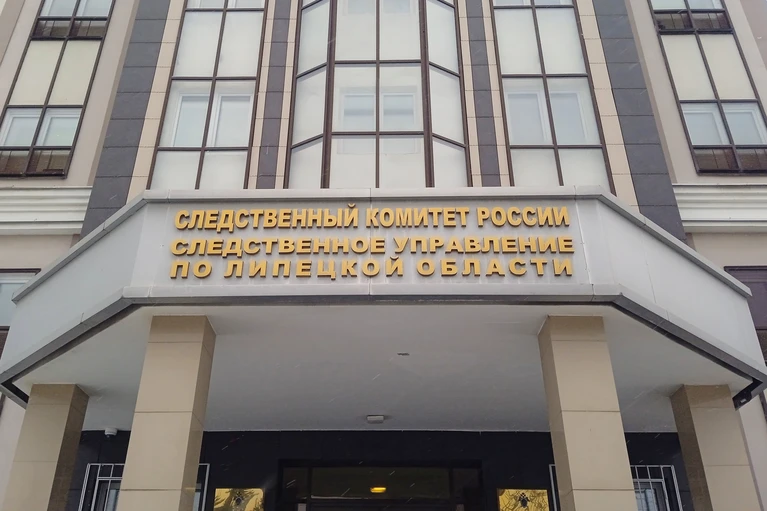 СЛЕДСТВЕННЫЙ КОМИТЕТ РОССИИ
СЛЕДСТВЕННОЕ УПРАВЛЕНИЕ
ПО ЛИПЕЦКОЙ ОБЛАСТИ